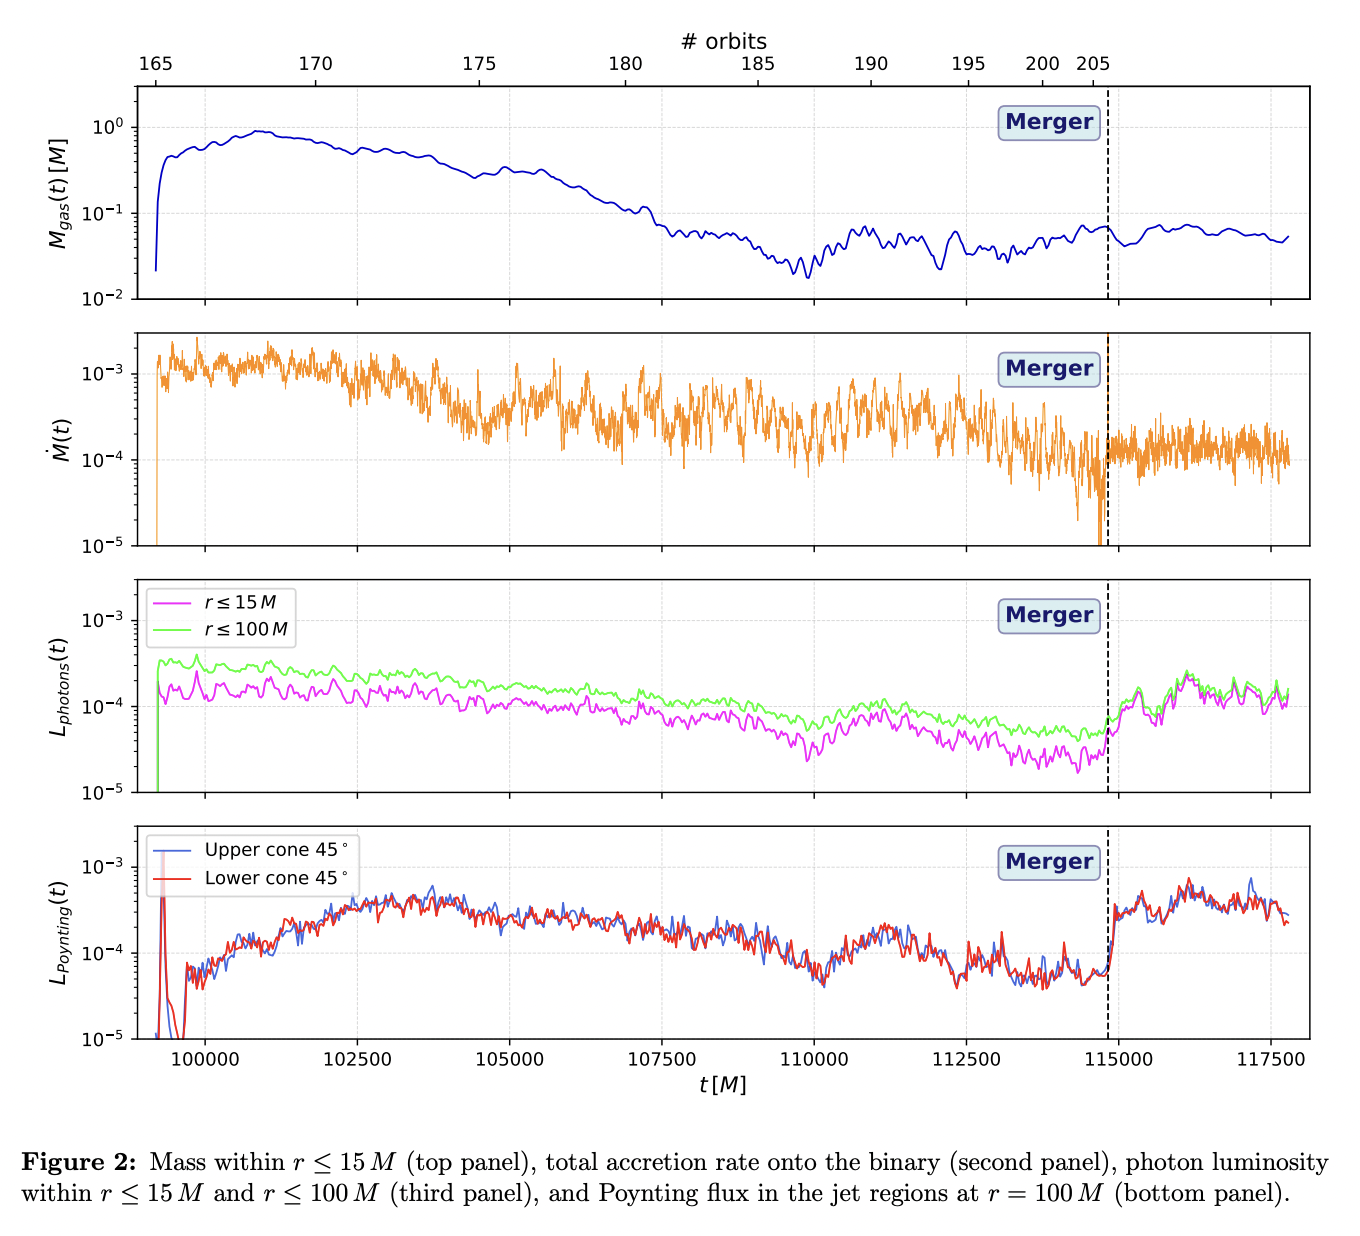 # orbits
165 170 175 180 185 190 195 200 205
10⁰
10⁻¹
10⁻²
M_gas(t) [M]
Merger
10⁻³
10⁻⁴
10⁻⁵
Ṁ(t)
Merger
10⁻³
10⁻⁴
10⁻⁵
L_photons(t)
r ≤ 15 M
r ≤ 100 M
Merger
10⁻³
10⁻⁴
10⁻⁵
L_Poynting(t)
Upper cone 45°
Lower cone 45°
Merger
100000 102500 105000 107500 110000 112500 115000 117500
t [M]
Figure 2: Mass within r ≤ 15 M (top panel), total accretion rate onto the binary (second panel), photon luminosity
within r ≤ 15 M and r ≤ 100 M (third panel), and Poynting flux in the jet regions at r = 100 M (bottom panel).